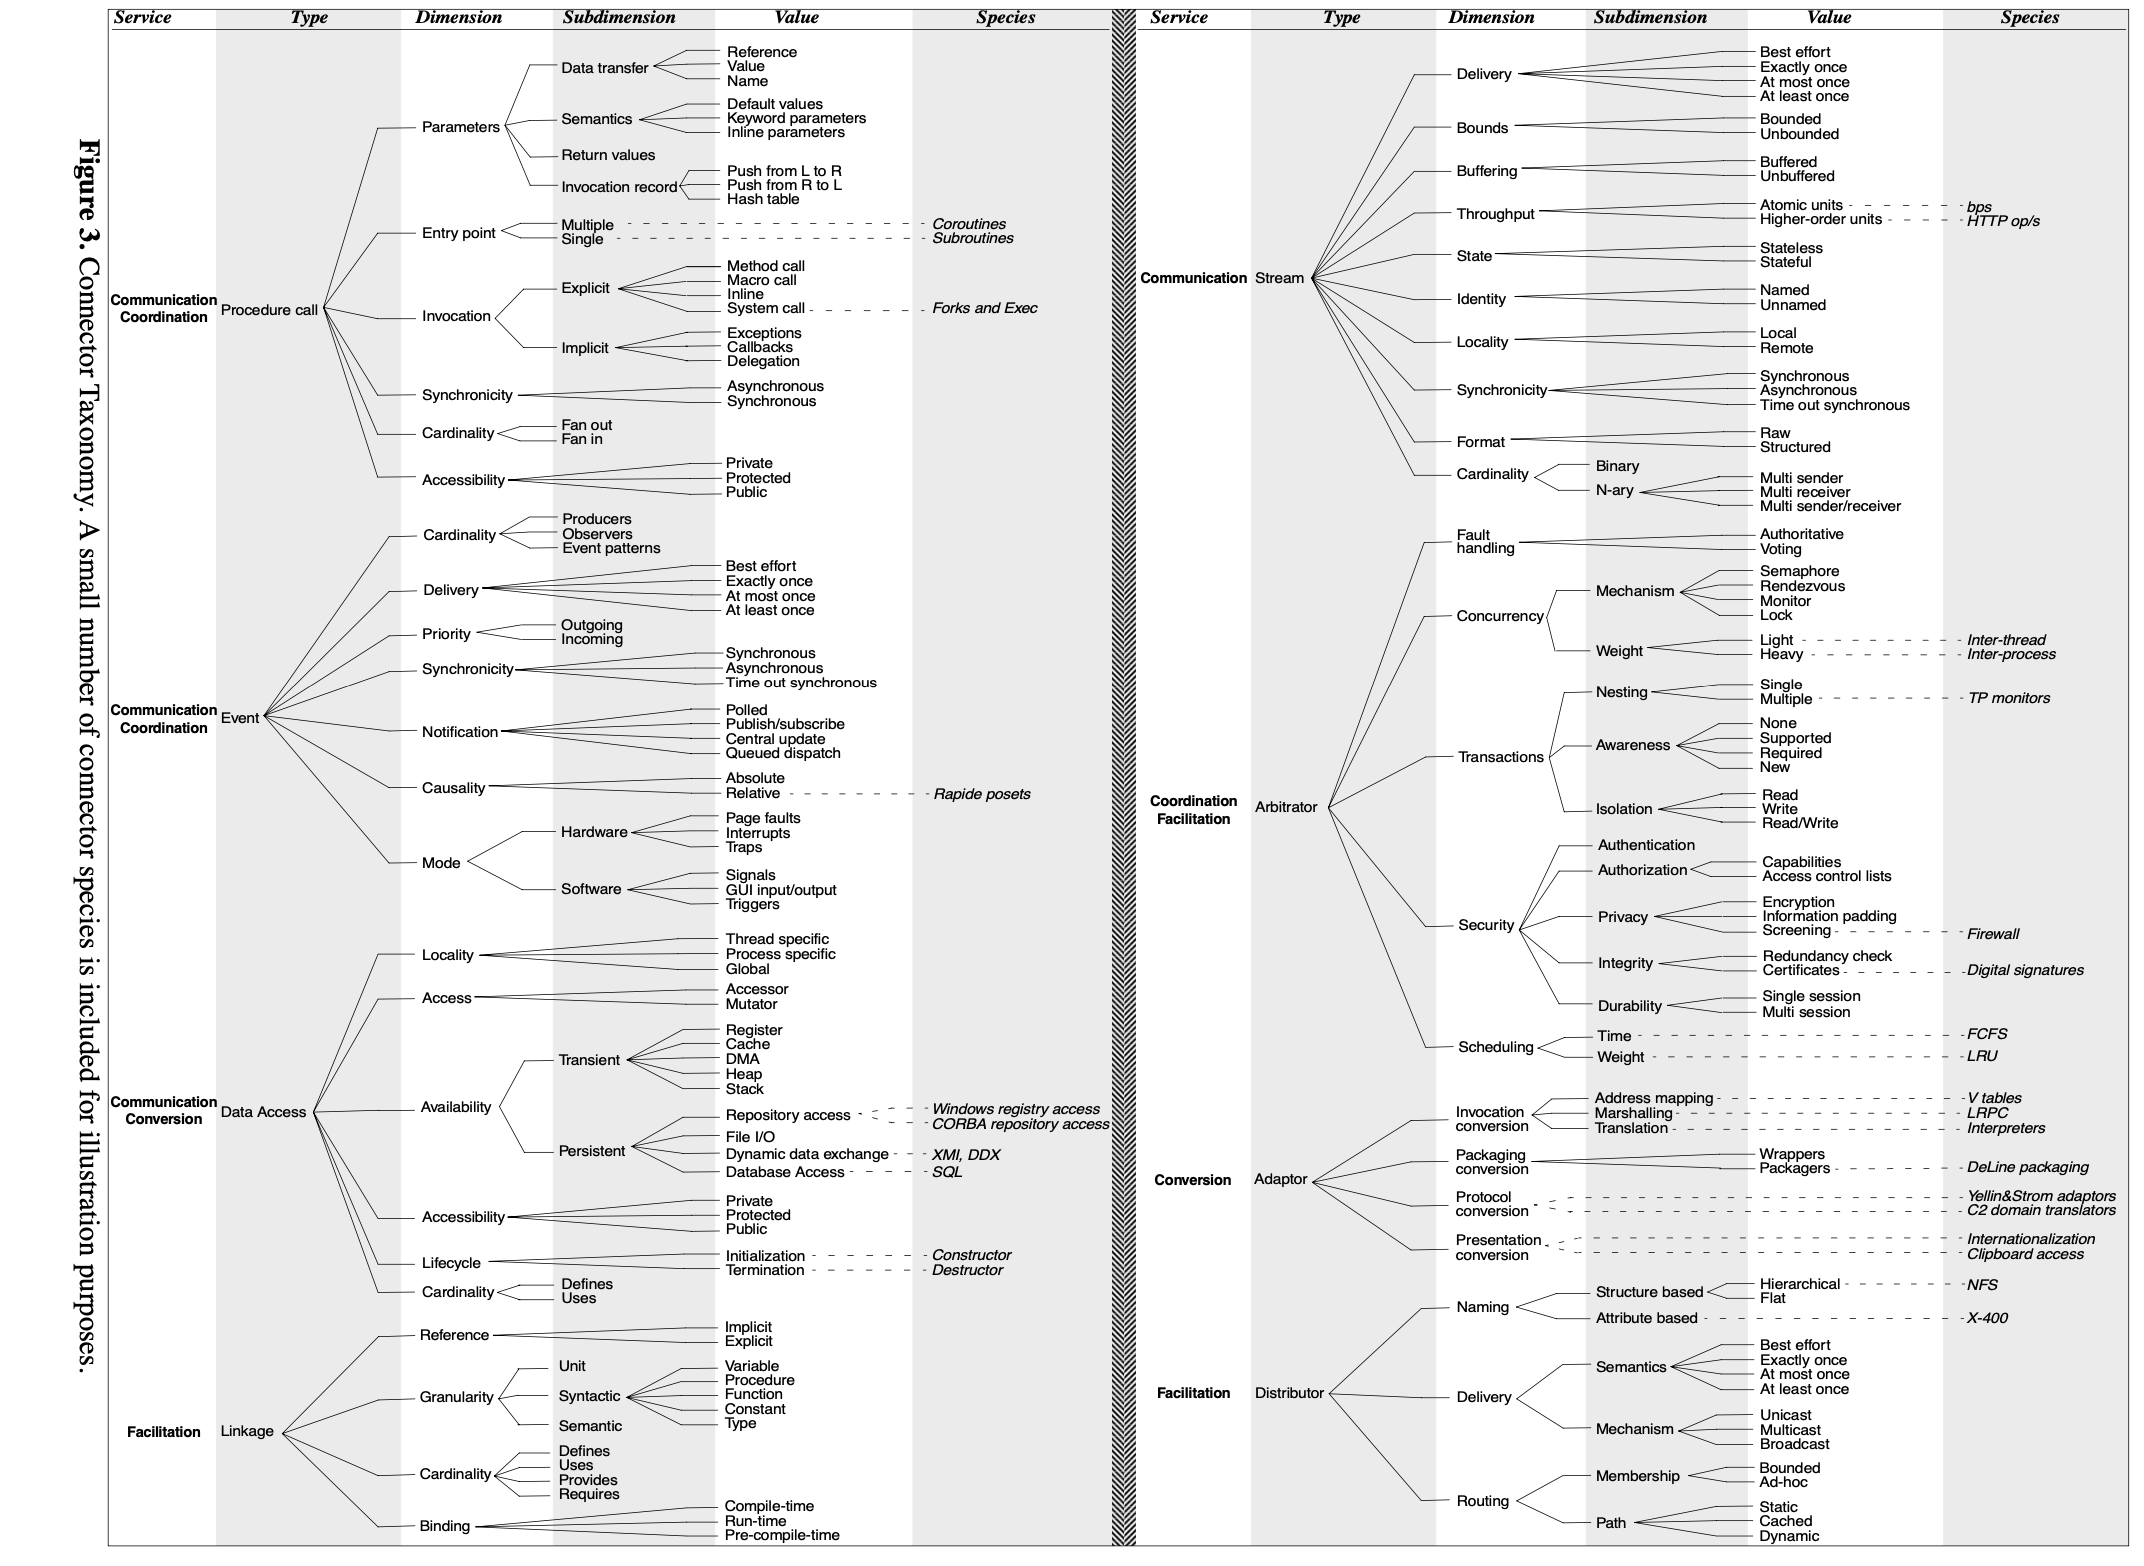 Figure 3. Connector Taxonomy. A small number of connector species is included for illustration purposes.
Service Type Dimension Subdimension Value Species
Communication
Coordination
Procedure call
Parameters
Data transfer
Reference
Value
Name
Semantics
Default values
Keyword parameters
Inline parameters
Return values
Invocation record
Push from L to R
Push from R to L
Hash table
Entry point
Multiple
Coroutines
Single
Subroutines
Invocation
Explicit
Method call
Macro call
Inline
System call
Forks and Exec
Implicit
Exceptions
Callbacks
Delegation
Synchronicity
Asynchronous
Synchronous
Cardinality
Fan out
Fan in
Accessibility
Private
Protected
Public
Communication
Coordination
Event
Cardinality
Producers
Observers
Event patterns
Delivery
Best effort
Exactly once
At most once
At least once
Priority
Outgoing
Incoming
Synchronicity
Synchronous
Asynchronous
Time out synchronous
Notification
Polled
Publish/subscribe
Central update
Queued dispatch
Causality
Absolute
Relative
Rapide posets
Mode
Hardware
Page faults
Interrupts
Traps
Software
Signals
GUI input/output
Triggers
Communication
Conversion
Data Access
Locality
Thread specific
Process specific
Global
Access
Accessor
Mutator
Availability
Transient
Register
Cache
DMA
Heap
Stack
Persistent
Repository access
Windows registry access
CORBA repository access
File I/O
Dynamic data exchange
XMI, DDX
Database Access
SQL
Accessibility
Private
Protected
Public
Lifecycle
Initialization
Constructor
Termination
Destructor
Cardinality
Defines
Uses
Facilitation
Linkage
Reference
Implicit
Explicit
Granularity
Unit
Syntactic
Variable
Procedure
Function
Constant
Type
Semantic
Cardinality
Defines
Uses
Provides
Requires
Binding
Compile-time
Run-time
Pre-compile-time
Service Type Dimension Subdimension Value Species
Communication
Stream
Delivery
Best effort
Exactly once
At most once
At least once
Bounds
Bounded
Unbounded
Buffering
Buffered
Unbuffered
Throughput
Atomic units
bps
Higher-order units
HTTP op/s
State
Stateless
Stateful
Identity
Named
Unnamed
Locality
Local
Remote
Synchronicity
Synchronous
Asynchronous
Time out synchronous
Format
Raw
Structured
Cardinality
Binary
N-ary
Multi sender
Multi receiver
Multi sender/receiver
Coordination
Facilitation
Arbitrator
Fault
handling
Authoritative
Voting
Concurrency
Mechanism
Semaphore
Rendezvous
Monitor
Lock
Weight
Light
Inter-thread
Heavy
Inter-process
Transactions
Nesting
Single
Multiple
TP monitors
Awareness
None
Supported
Required
New
Isolation
Read
Write
Read/Write
Security
Authentication
Authorization
Capabilities
Access control lists
Privacy
Encryption
Information padding
Screening
Firewall
Integrity
Redundancy check
Certificates
Digital signatures
Durability
Single session
Multi session
Scheduling
Time
FCFS
Weight
LRU
Conversion
Adaptor
Invocation
conversion
Address mapping
V tables
Marshalling
LRPC
Translation
Interpreters
Packaging
conversion
Wrappers
Packagers
DeLine packaging
Protocol
conversion
Yellin&Strom adaptors
C2 domain translators
Presentation
conversion
Internationalization
Clipboard access
Facilitation
Distributor
Naming
Structure based
Hierarchical
NFS
Flat
Attribute based
X-400
Delivery
Semantics
Best effort
Exactly once
At most once
At least once
Mechanism
Unicast
Multicast
Broadcast
Routing
Membership
Bounded
Ad-hoc
Path
Static
Cached
Dynamic